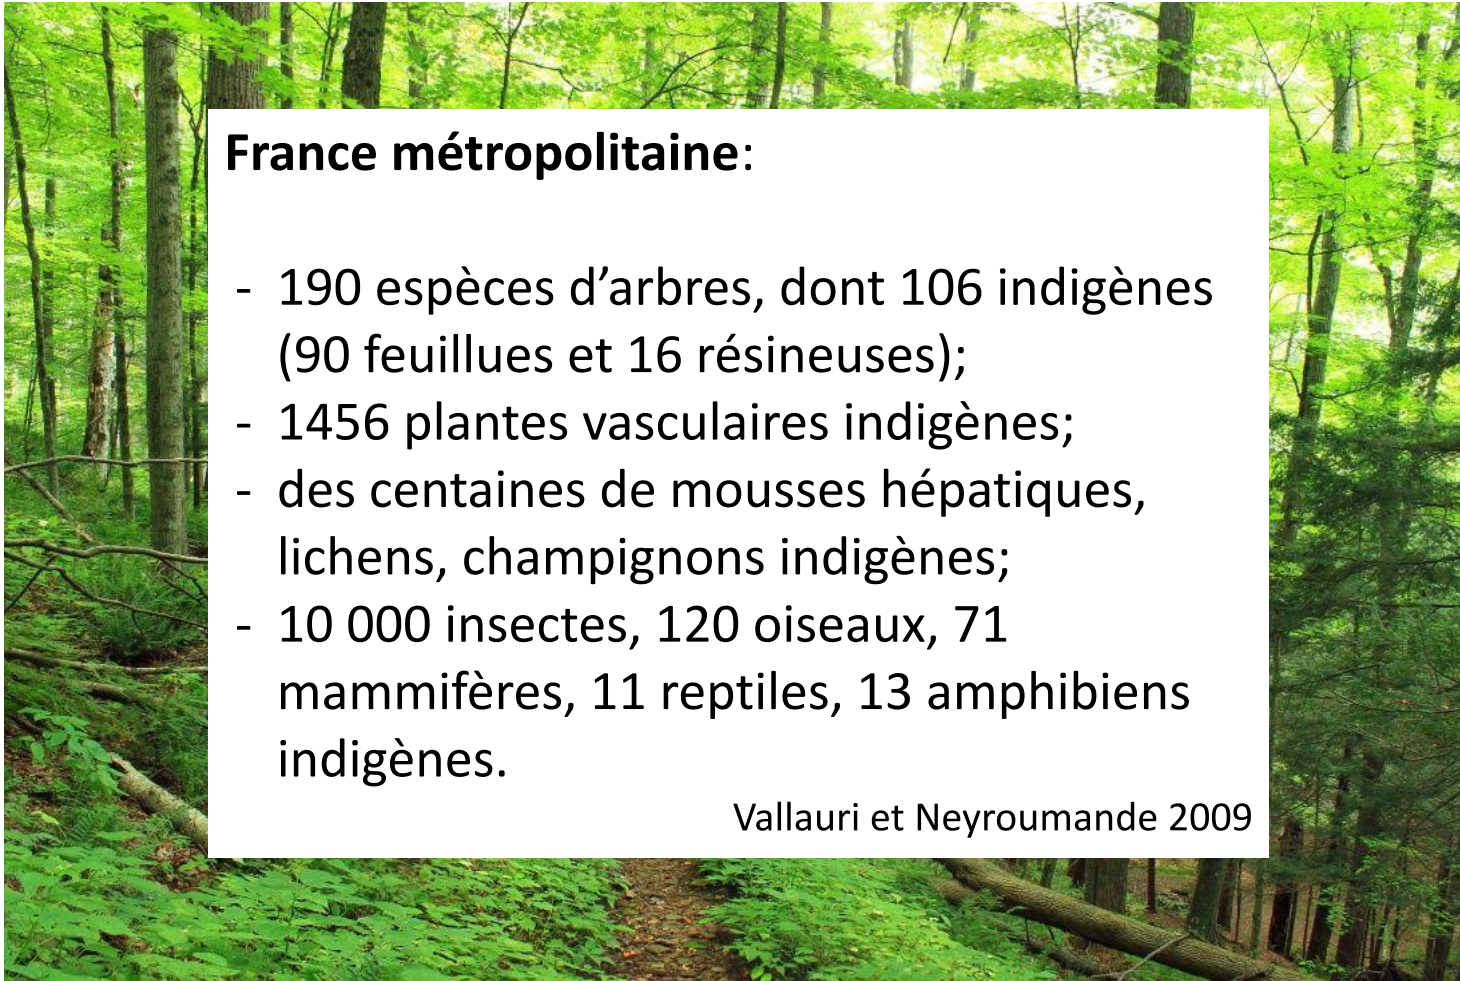 France métropolitaine:
- 190 espèces d’arbres, dont 106 indigènes
(90 feuillues et 16 résineuses);
- 1456 plantes vasculaires indigènes;
- des centaines de mousses hépatiques,
lichens, champignons indigènes;
- 10 000 insectes, 120 oiseaux, 71
mammifères, 11 reptiles, 13 amphibiens
indigènes.
Vallauri et Neyroumande 2009